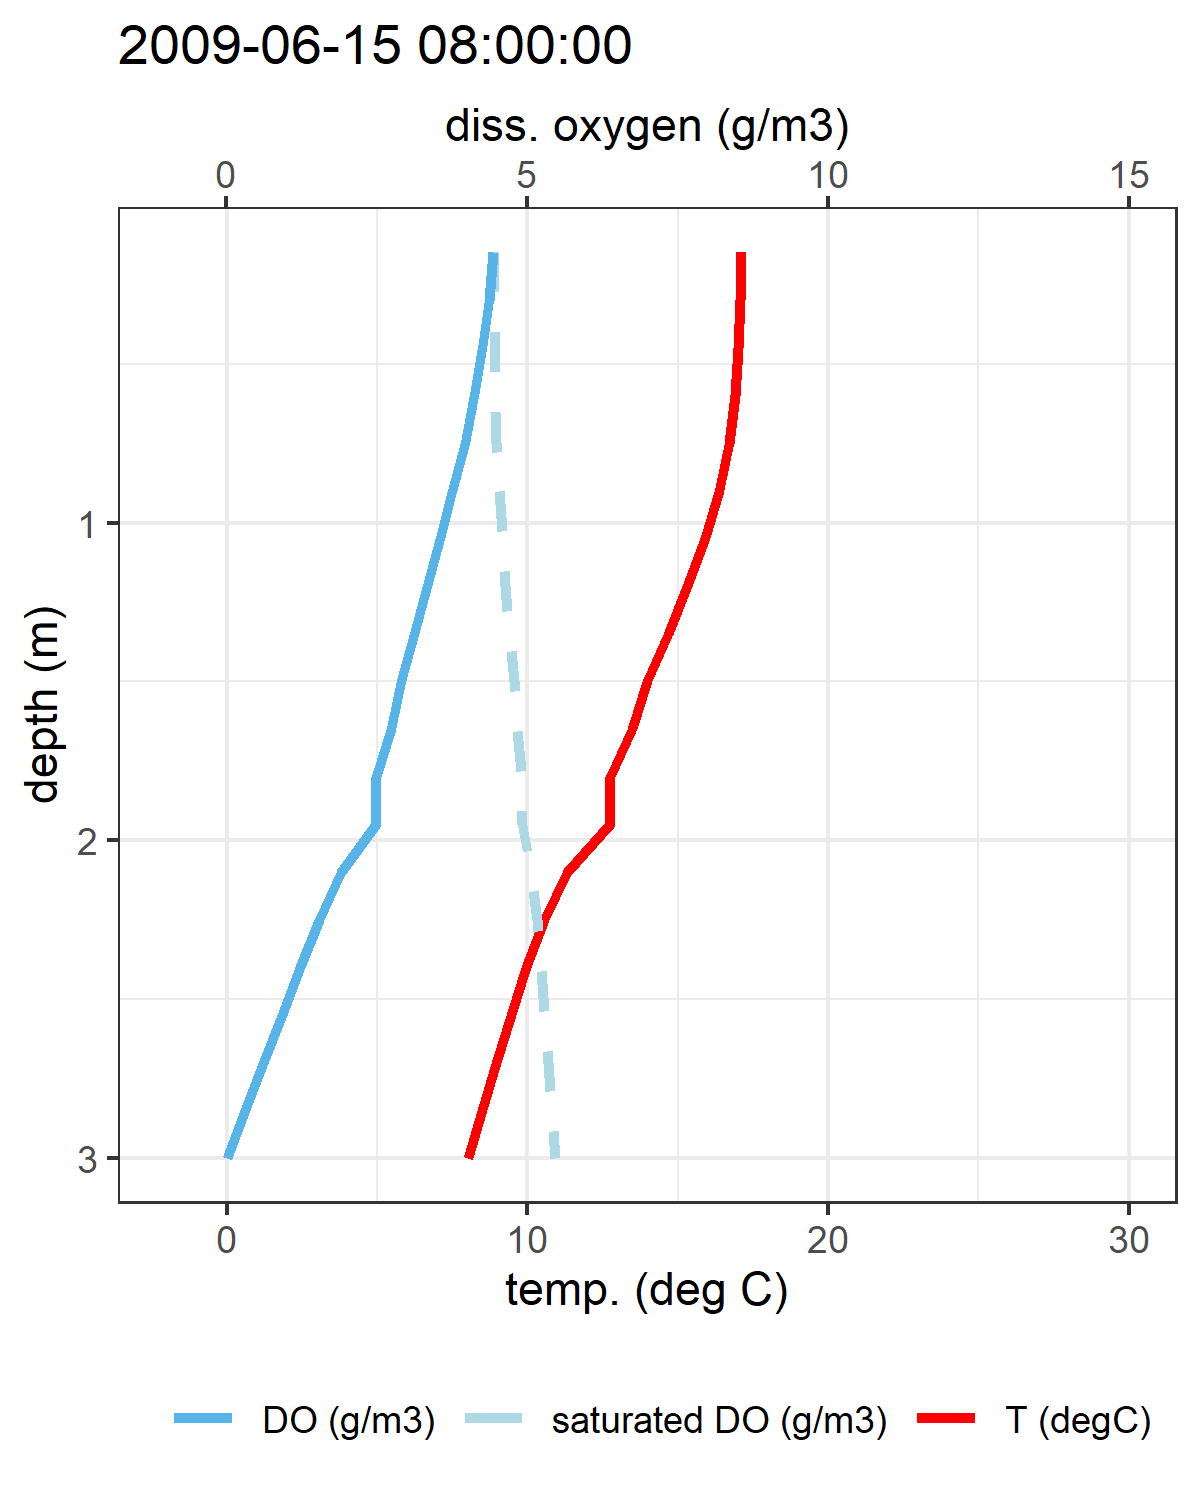 2009-06-15 08:00:00
diss. oxygen (g/m3)
0 5 10 15
depth (m)
1
2
3
0 10 20 30
temp. (deg C)
DO (g/m3) saturated DO (g/m3) T (degC)